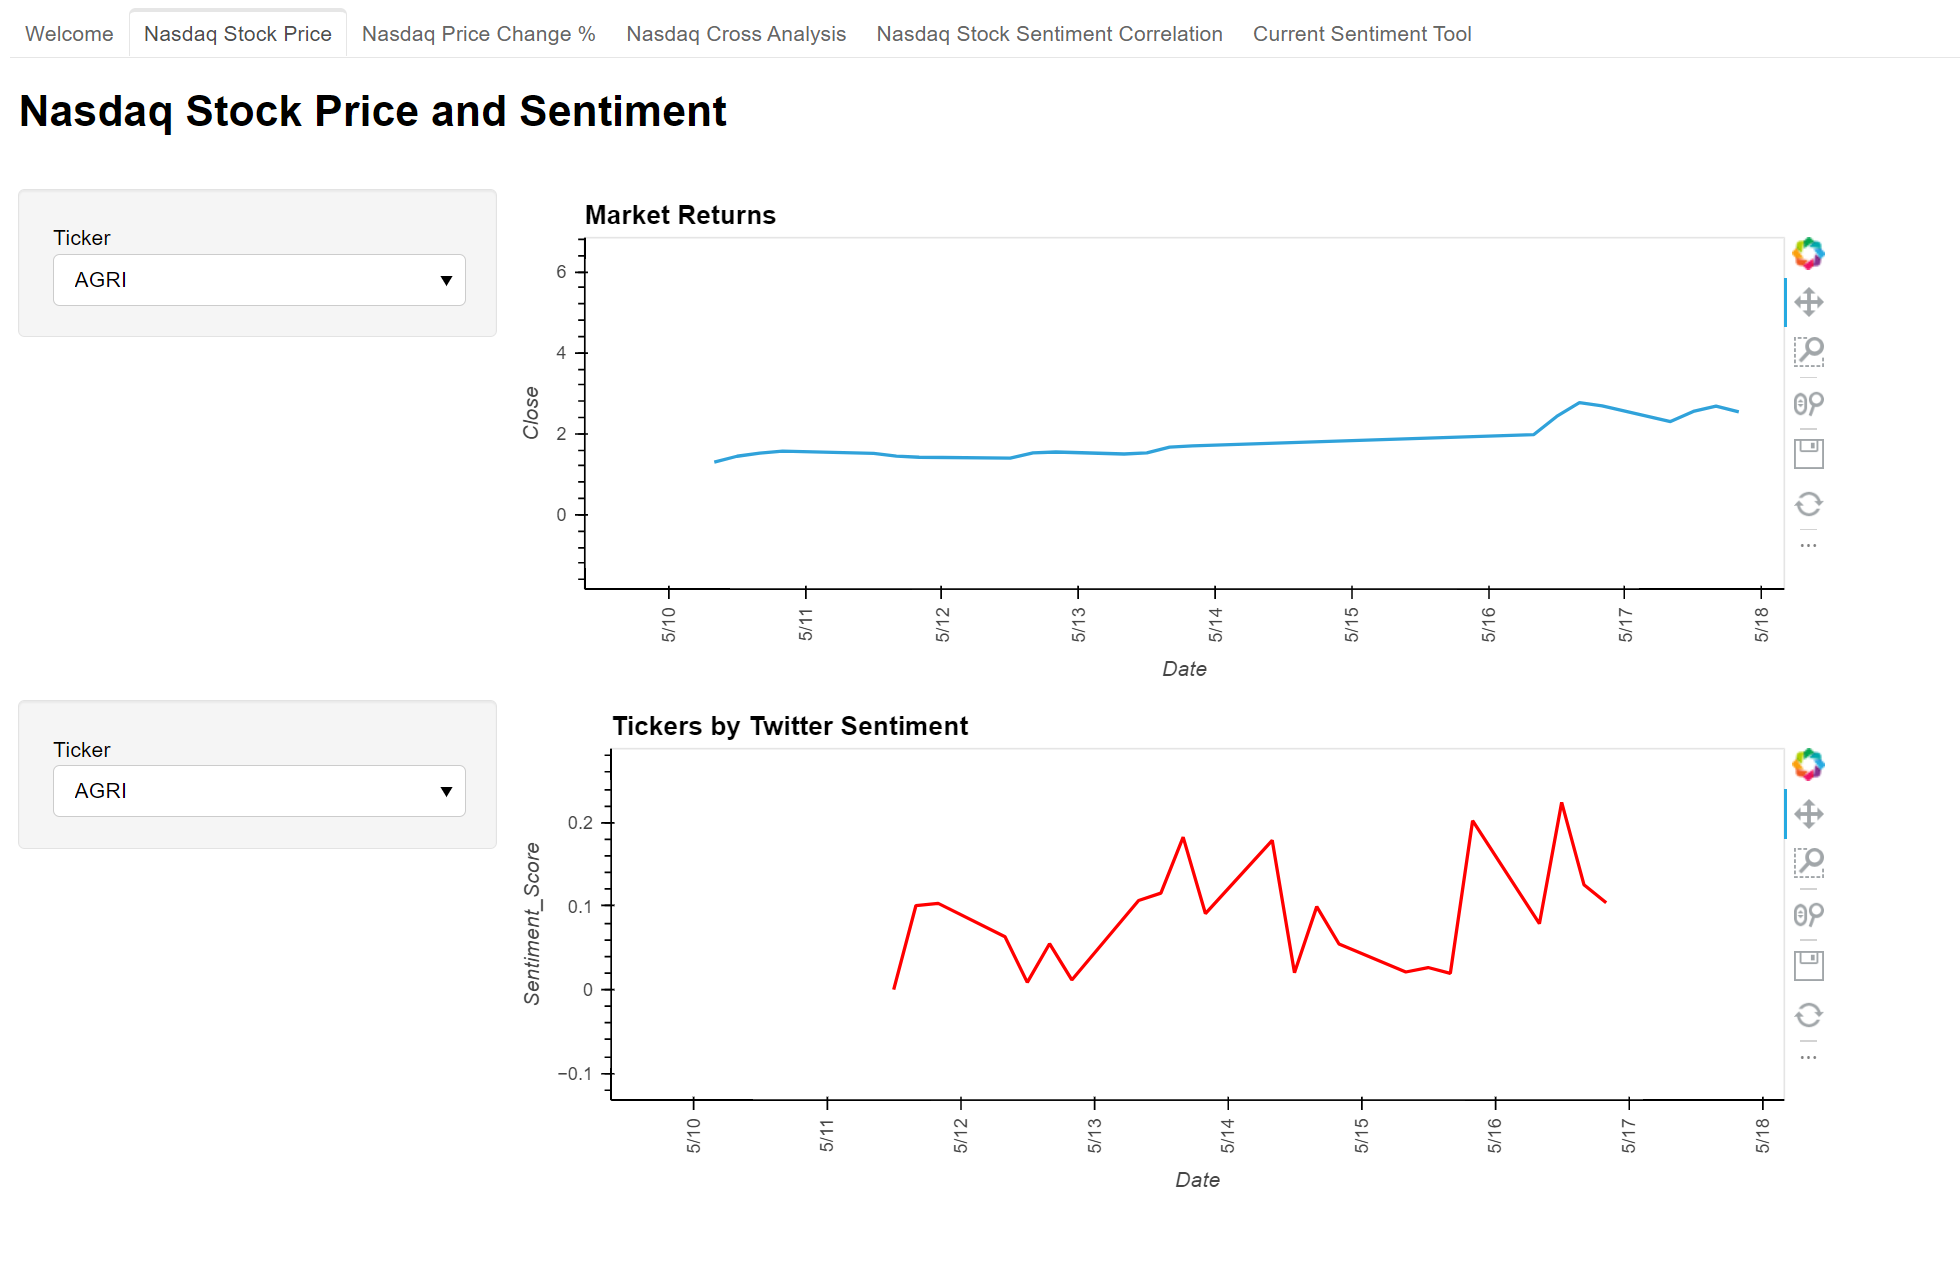 Welcome Nasdaq Stock Price Nasdaq Price Change % Nasdaq Cross Analysis Nasdaq Stock Sentiment Correlation Current Sentiment Tool
Nasdaq Stock Price and Sentiment
Ticker
AGRI
Market Returns
Close
6
4
2
0
5/10 5/11 5/12 5/13 5/14 5/15 5/16 5/17 5/18
Date
Ticker
AGRI
Tickers by Twitter Sentiment
Sentiment_Score
0.2
0.1
0
−0.1
5/10 5/11 5/12 5/13 5/14 5/15 5/16 5/17 5/18
Date